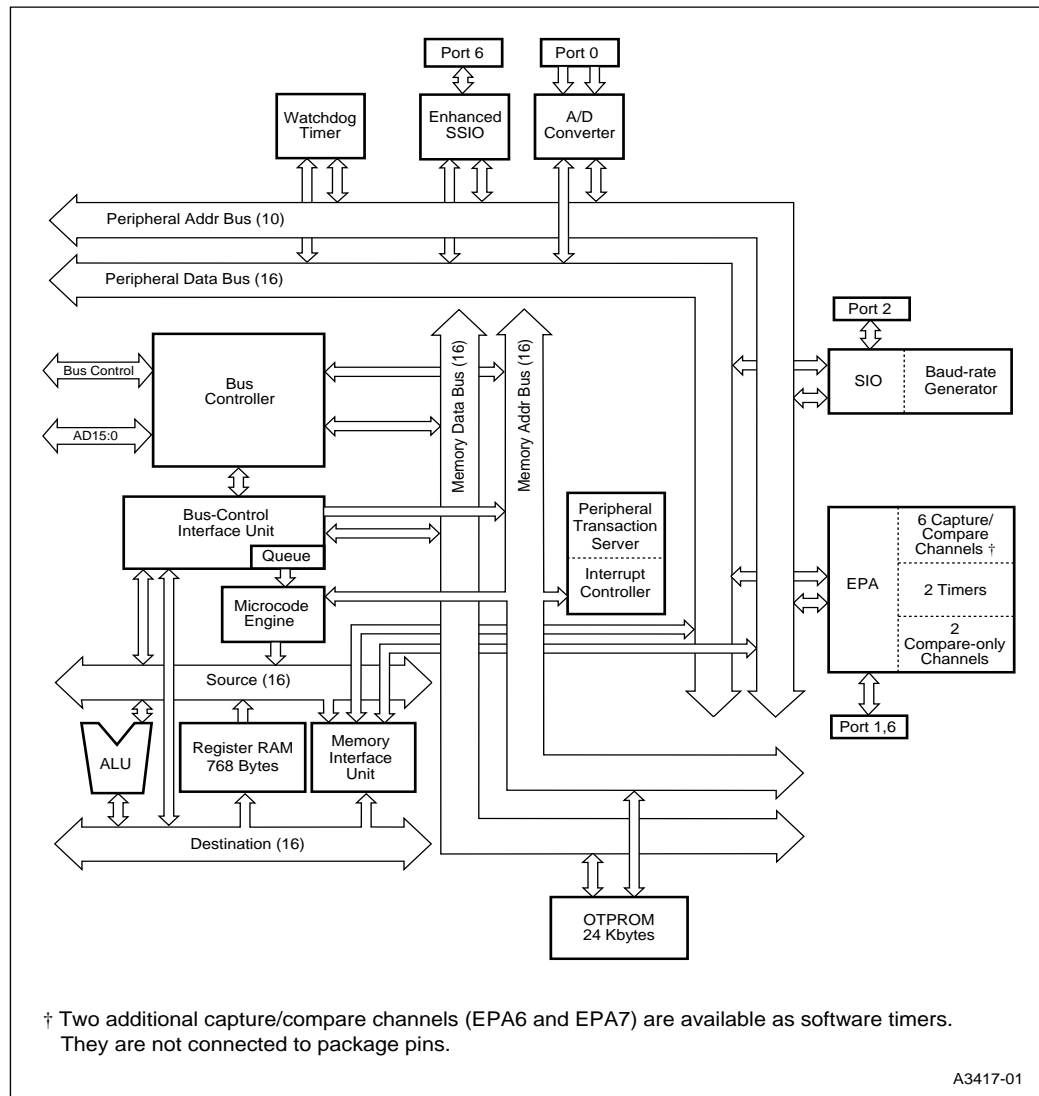 Port 6
Port 0
Watchdog
Timer
Enhanced
SSIO
A/D
Converter
Peripheral Addr Bus (10)
Peripheral Data Bus (16)
Port 2
SIO
Baud-rate
Generator
Bus Control
AD15:0
Bus
Controller
Memory Data Bus (16)
Memory Addr Bus (16)
Bus-Control
Interface Unit
Queue
Microcode
Engine
Peripheral
Transaction
Server
Interrupt
Controller
EPA
6 Capture/
Compare
Channels †
2 Timers
2
Compare-only
Channels
Port 1,6
Source (16)
ALU
Register RAM
768 Bytes
Memory
Interface
Unit
Destination (16)
OTPROM
24 Kbytes
† Two additional capture/compare channels (EPA6 and EPA7) are available as software timers.
They are not connected to package pins.
A3417-01